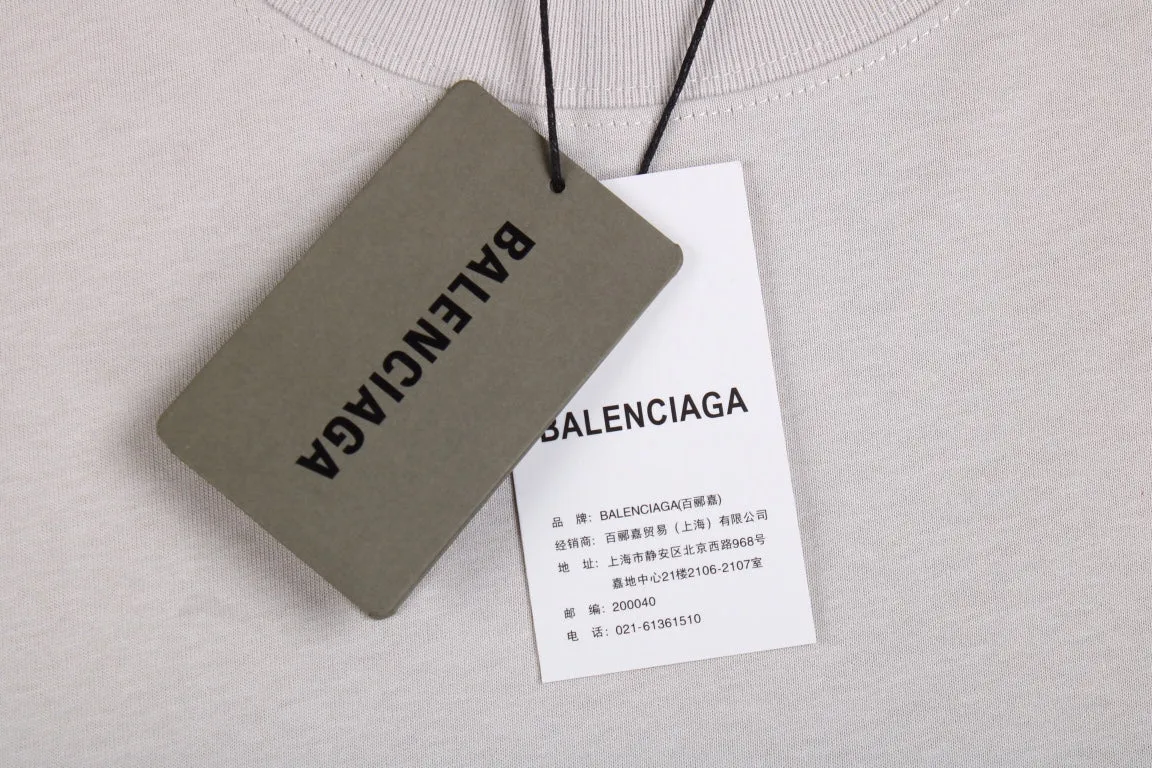 BALENCIAGA
BALENCIAGA
品 牌: BALENCIAGA(百郦嘉)
经销商: 百郦嘉贸易（上海）有限公司
地 址: 上海市静安区北京西路968号
嘉地中心21楼2106-2107室
邮 编: 200040
电 话: 021-61361510